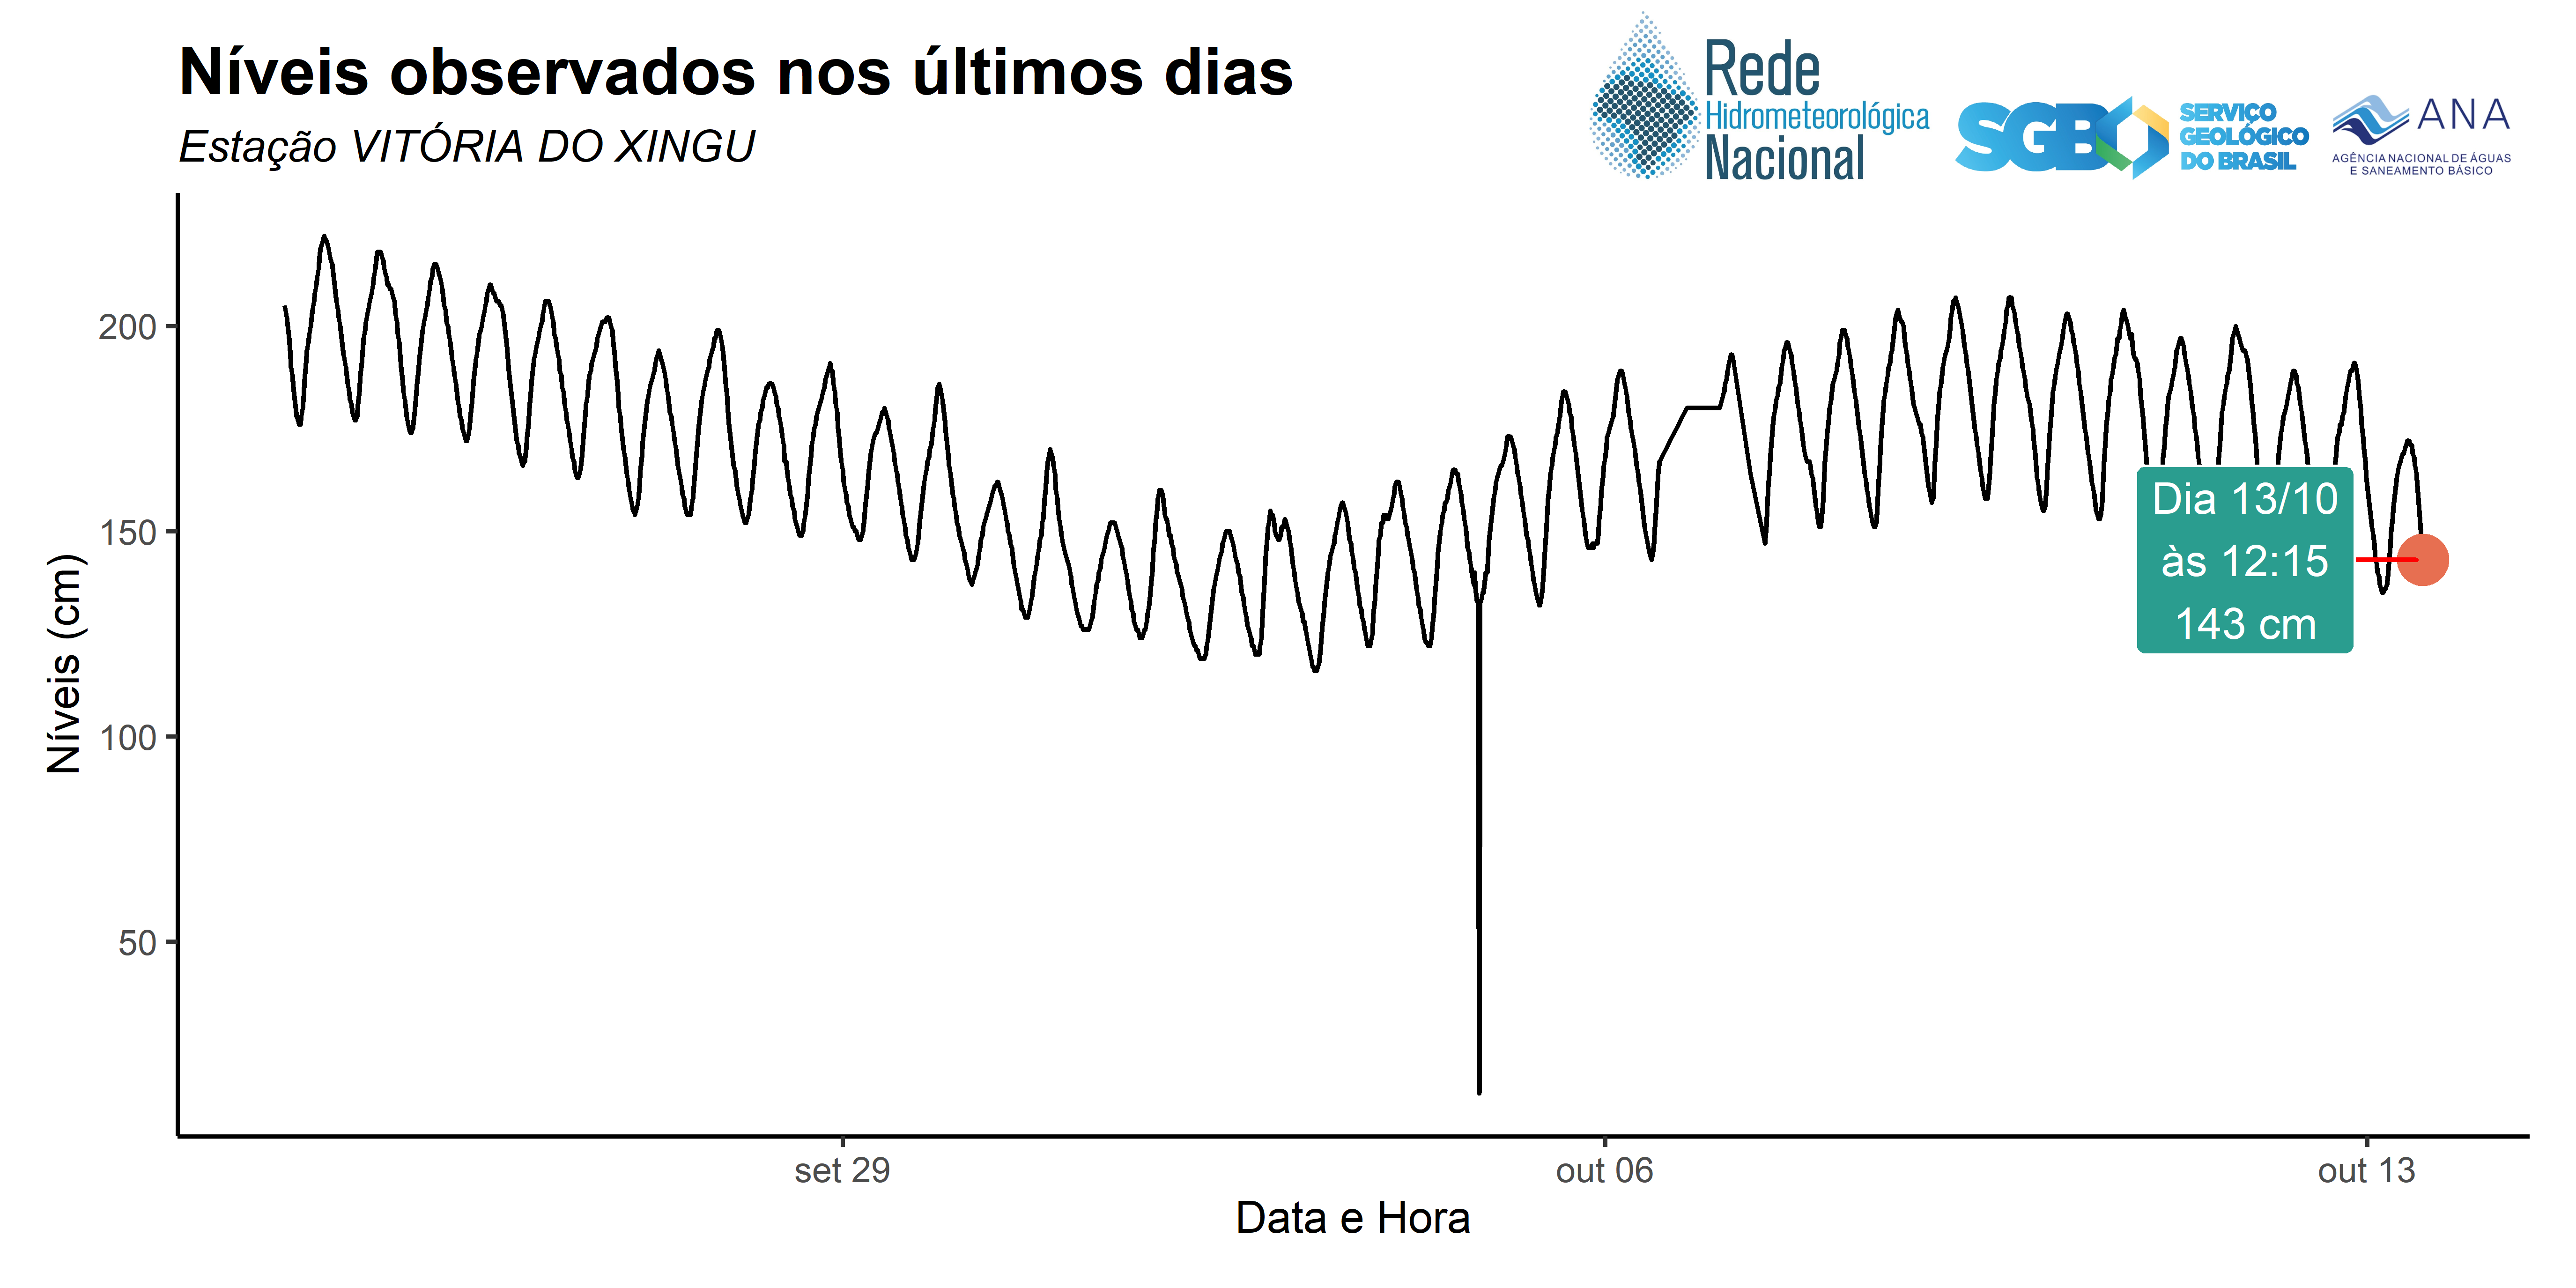 Níveis observados nos últimos dias
Estação VITÓRIA DO XINGU
Rede
Hidrometeorológica
Nacional
SGB
SERVIÇO
GEOLÓGICO
DO BRASIL
ANA
AGÊNCIA NACIONAL DE ÁGUAS
E SANEAMENTO BÁSICO
Níveis (cm)
200
150
100
50
Dia 13/10
às 12:15
143 cm
set 29
out 06
out 13
Data e Hora